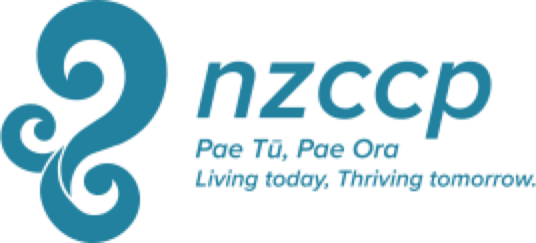 nzccp
Pae Tū, Pae Ora
Living today, Thriving tomorrow.